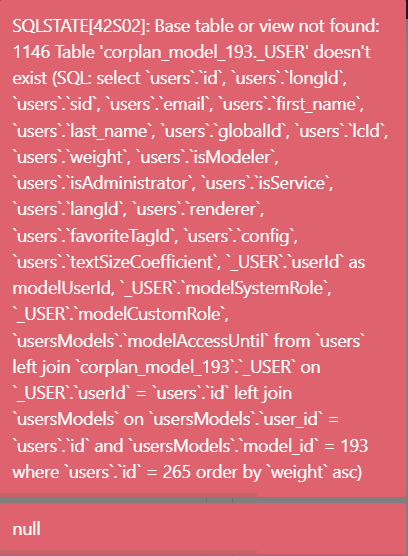 SQLSTATE[42S02]: Base table or view not found:
1146 Table 'corplan_model_193._USER' doesn't
exist (SQL: select `users`.`id`, `users`.`longId`,
`users`.`sid`, `users`.`email`, `users`.`first_name`,
`users`.`last_name`, `users`.`globalId`, `users`.`lcId`,
`users`.`weight`, `users`.`isModeler`,
`users`.`isAdministrator`, `users`.`isService`,
`users`.`langId`, `users`.`renderer`,
`users`.`favoriteTagId`, `users`.`config`,
`users`.`textSizeCoefficient`, `_USER`.`userId` as
modelUserId, `_USER`.`modelSystemRole`,
`_USER`.`modelCustomRole`,
`usersModels`.`modelAccessUntil` from `users`
left join `corplan_model_193`.`_USER` on
`_USER`.`userId` = `users`.`id` left join
`usersModels` on `usersModels`.`user_id` =
`users`.`id` and `usersModels`.`model_id` = 193
where `users`.`id` = 265 order by `weight` asc)
null